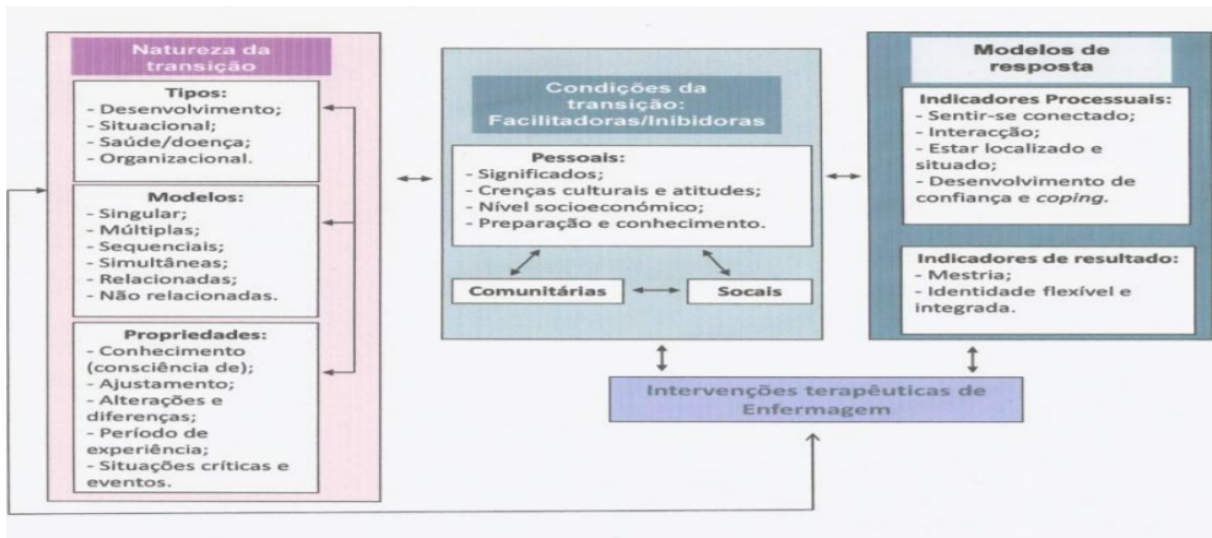 Natureza da
transição
Tipos:
- Desenvolvimento;
- Situacional;
- Saúde/doença;
- Organizacional.
Modelos:
- Singular;
- Múltiplas;
- Sequenciais;
- Simultâneas;
- Relacionadas;
- Não relacionadas.
Propriedades:
- Conhecimento
(consciência de);
- Ajustamento;
- Alterações e
diferenças;
- Período de
experiência;
- Situações críticas e
eventos.
Condições da
transição:
Facilitadoras/Inibidoras
Pessoais:
- Significados;
- Crenças culturais e atitudes;
- Nível socioeconómico;
- Preparação e conhecimento.
Comunitárias
Socais
Modelos de
resposta
Indicadores Processuais:
- Sentir-se conectado;
- Interacção;
- Estar localizado e
situado;
- Desenvolvimento de
confiança e coping.
Indicadores de resultado:
- Mestria;
- Identidade flexível e
integrada.
Intervenções terapêuticas de
Enfermagem